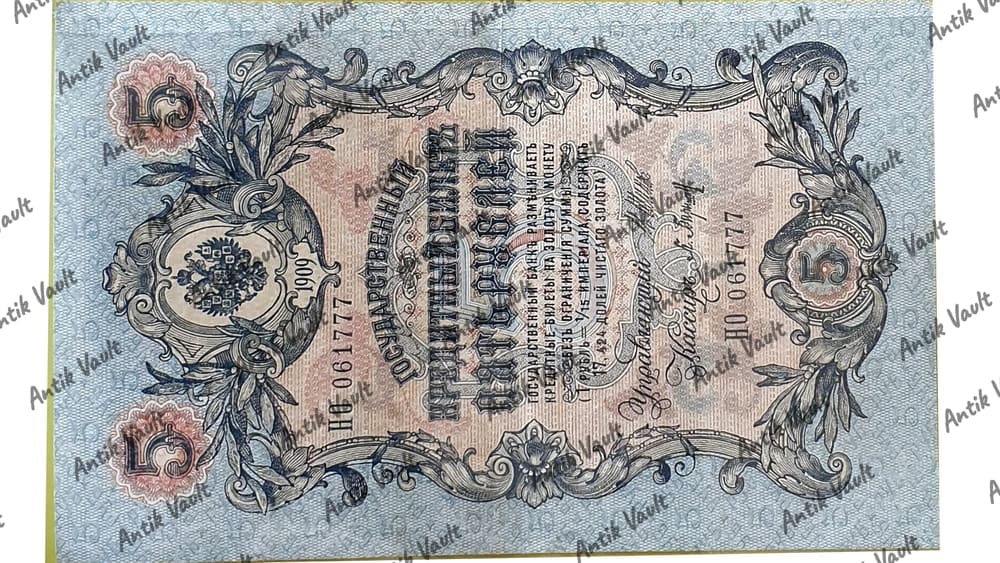 5 5
1909
НО 061777
ГОСУДАРСТВЕННЫЙ
КРЕДИТНЫЙ БИЛЕТЪ
ПЯТЬ РУБЛЕЙ
ГОСУДАРСТВЕННЫЙ БАНКЪ РАЗМѢНИВАЕТЪ
КРЕДИТНЫЕ БИЛЕТЫ НА ЗОЛОТУЮ МОНЕТУ
БЕЗЪ ОГРАНИЧЕНІЯ СУММЫ
(1 РУБЛЬ = 1/15 ИМПЕРІАЛА, СОДЕРЖИТЪ
17,424 ДОЛЕЙ ЧИСТАГО ЗОЛОТА)
Управляющій
Кассиръ
НО 061777
5
Antik Vault